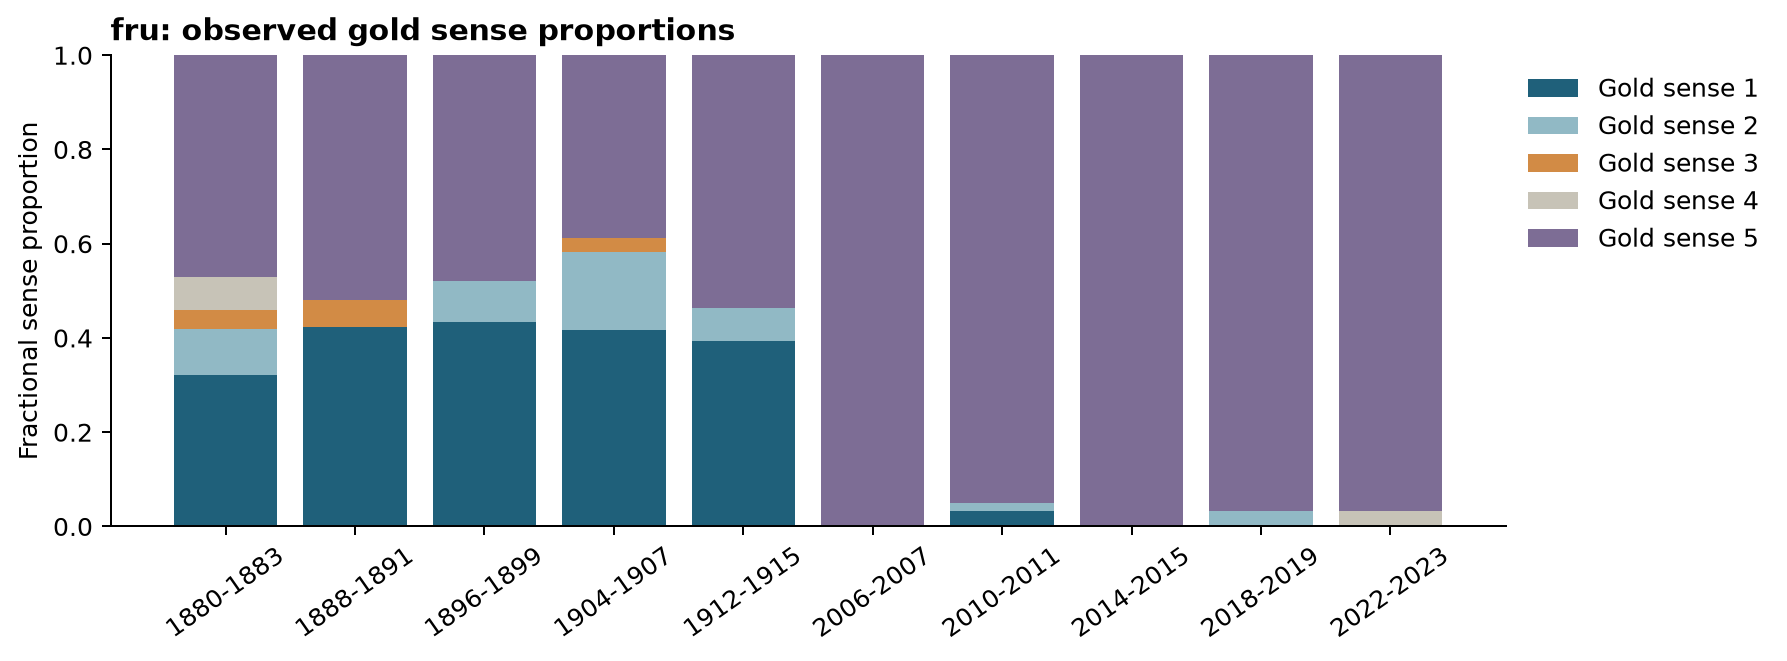 fru: observed gold sense proportions
Fractional sense proportion
1.0
0.8
0.6
0.4
0.2
0.0
1880-1883
1888-1891
1896-1899
1904-1907
1912-1915
2006-2007
2010-2011
2014-2015
2018-2019
2022-2023
Gold sense 1
Gold sense 2
Gold sense 3
Gold sense 4
Gold sense 5